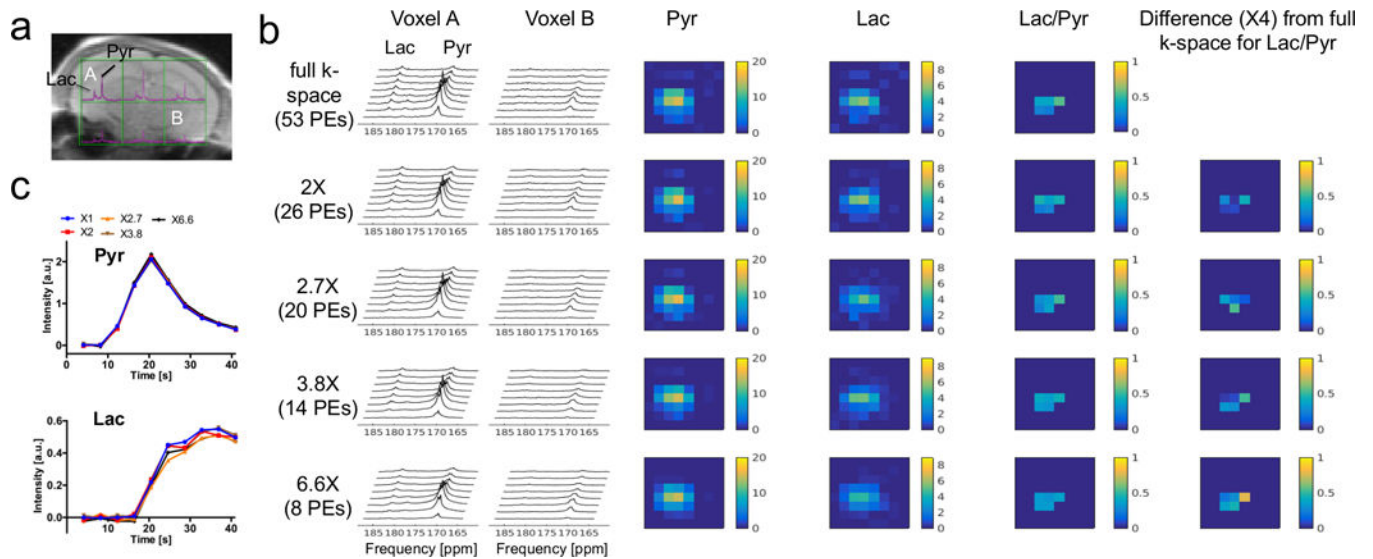 a
Pyr
Lac
A
B
b
Voxel A
Voxel B
Pyr
Lac
Lac/Pyr
Difference (X4) from full
k-space for Lac/Pyr
Lac
Pyr
full k-
space
(53 PEs)
185 180 175 170 165
185 180 175 170 165
20
10
0
8
6
4
2
0
1
0.5
0
2X
(26 PEs)
185 180 175 170 165
185 180 175 170 165
20
10
0
8
6
4
2
0
1
0.5
0
1
0.5
0
2.7X
(20 PEs)
185 180 175 170 165
185 180 175 170 165
20
10
0
8
6
4
2
0
1
0.5
0
1
0.5
0
3.8X
(14 PEs)
185 180 175 170 165
185 180 175 170 165
20
10
0
8
6
4
2
0
1
0.5
0
1
0.5
0
6.6X
(8 PEs)
185 180 175 170 165
185 180 175 170 165
Frequency [ppm]
Frequency [ppm]
20
10
0
8
6
4
2
0
1
0.5
0
1
0.5
0
c
X1
X2.7
X6.6
X2
X3.8
Pyr
Intensity [a.u.]
2
1
0
0 10 20 30 40
Time [s]
Lac
Intensity [a.u.]
0.6
0.4
0.2
0.0
0 10 20 30 40
Time [s]